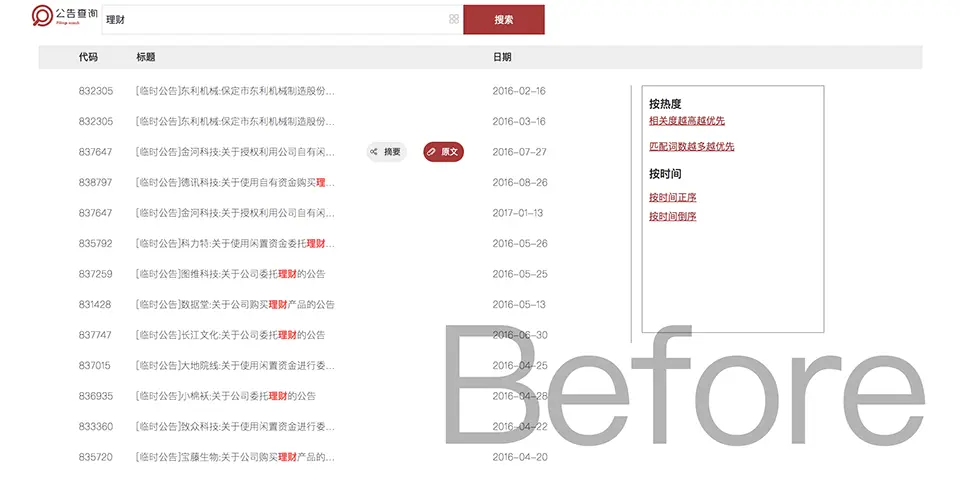 公告查询
Filings search
理财
搜索
代码 标题 日期
832305 [临时公告]东利机械:保定市东利机械制造股份... 2016-02-16
832305 [临时公告]东利机械:保定市东利机械制造股份... 2016-03-16
837647 [临时公告]金河科技:关于授权利用公司自有闲... 摘要 原文 2016-07-27
838797 [临时公告]德讯科技:关于使用自有资金购买理... 2016-08-26
837647 [临时公告]金河科技:关于授权利用公司自有闲... 2017-01-13
835792 [临时公告]科力特:关于使用闲置资金委托理财... 2016-05-26
837259 [临时公告]图维科技:关于公司委托理财的公告 2016-05-25
831428 [临时公告]数据堂:关于公司购买理财产品的公告 2016-05-13
837747 [临时公告]长江文化:关于公司委托理财的公告 2016-06-30
837015 [临时公告]大地院线:关于使用闲置资金进行委... 2016-04-25
836935 [临时公告]小棉袄:关于公司委托理财的公告 2016-04-28
833360 [临时公告]致众科技:关于使用闲置资金进行委... 2016-04-22
835720 [临时公告]宝藤生物:关于公司购买理财产品的... 2016-04-20
按热度
相关度越高越优先
匹配词数越多越优先
按时间
按时间正序
按时间倒序
Before